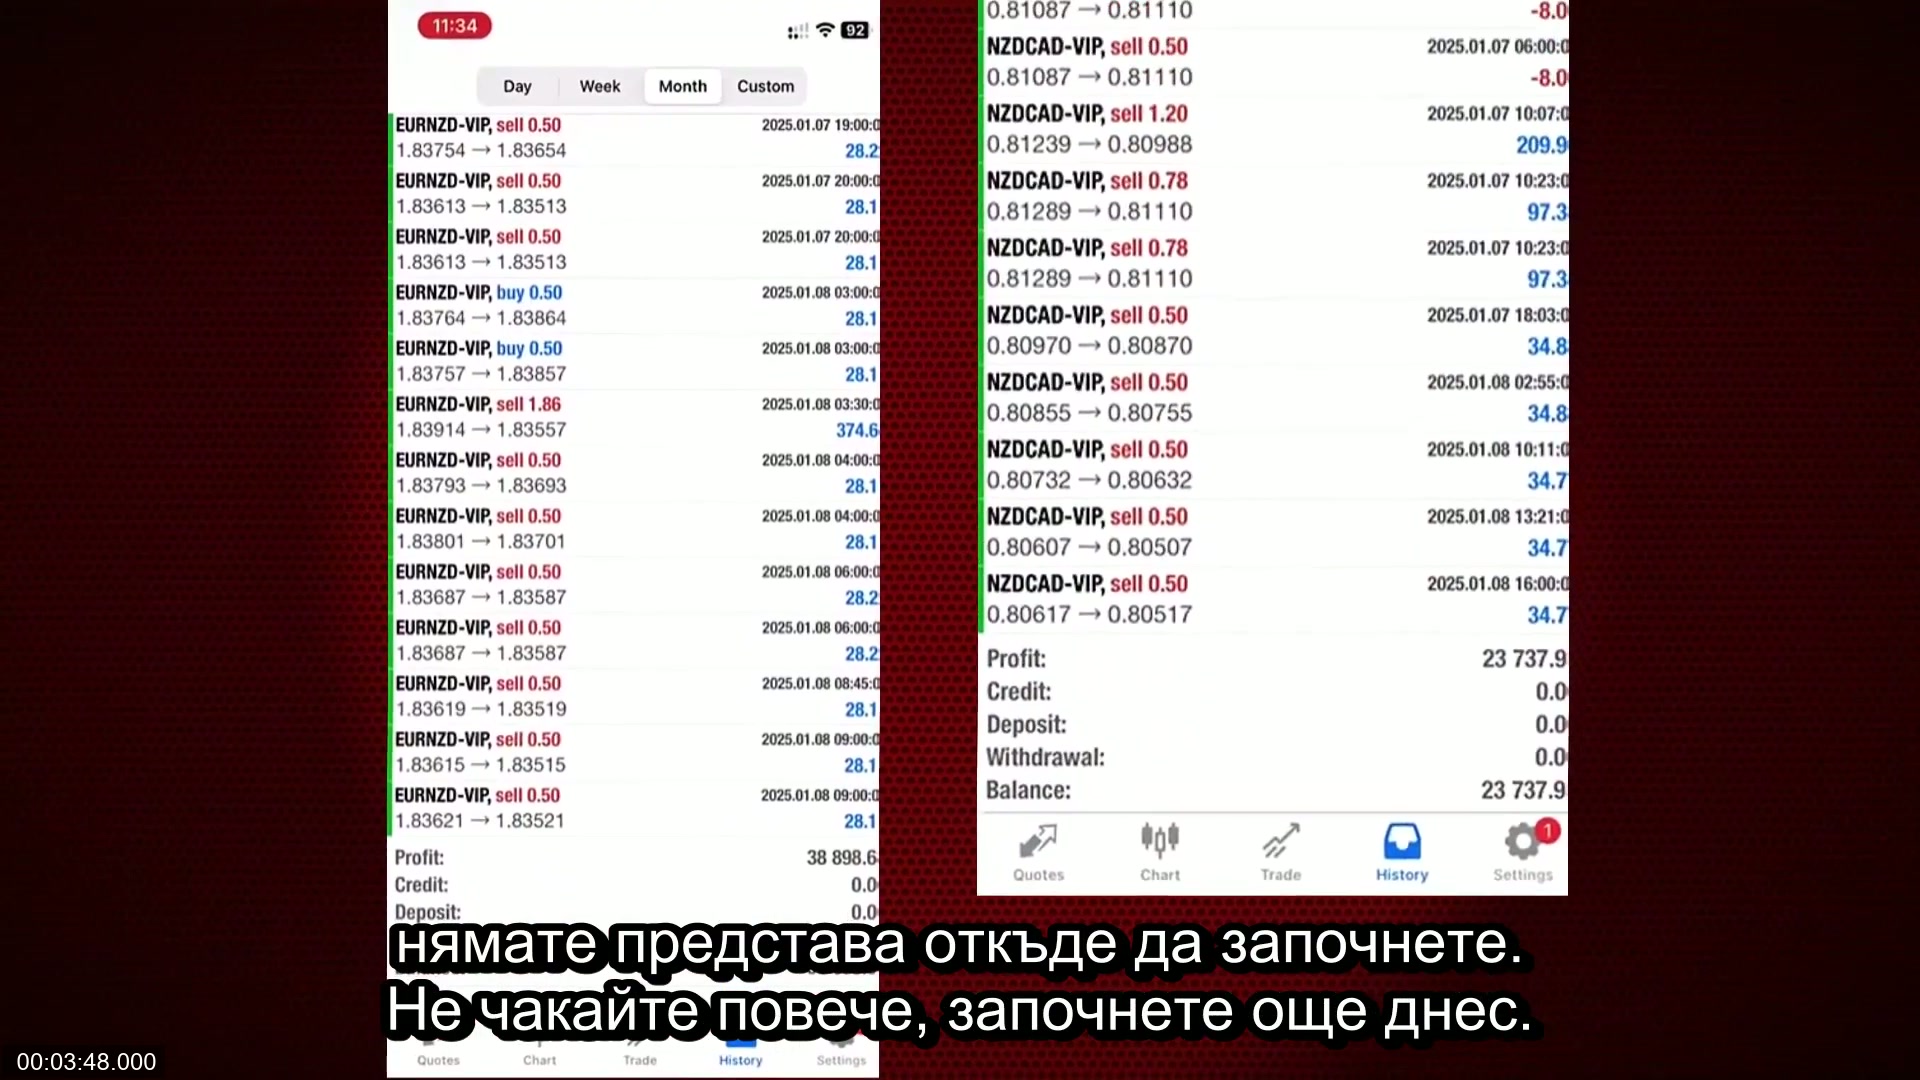 11:34
92
Day Week Month Custom
EURNZD-VIP, sell 0.50 2025.01.07 19:00:0
1.83754 → 1.83654 28.2
EURNZD-VIP, sell 0.50 2025.01.07 20:00:0
1.83613 → 1.83513 28.1
EURNZD-VIP, sell 0.50 2025.01.07 20:00:0
1.83613 → 1.83513 28.1
EURNZD-VIP, buy 0.50 2025.01.08 03:00:0
1.83764 → 1.83864 28.1
EURNZD-VIP, buy 0.50 2025.01.08 03:00:0
1.83757 → 1.83857 28.1
EURNZD-VIP, sell 1.86 2025.01.08 03:30:0
1.83914 → 1.83557 374.6
EURNZD-VIP, sell 0.50 2025.01.08 04:00:0
1.83793 → 1.83693 28.1
EURNZD-VIP, sell 0.50 2025.01.08 04:00:0
1.83801 → 1.83701 28.1
EURNZD-VIP, sell 0.50 2025.01.08 06:00:0
1.83687 → 1.83587 28.2
EURNZD-VIP, sell 0.50 2025.01.08 06:00:0
1.83687 → 1.83587 28.2
EURNZD-VIP, sell 0.50 2025.01.08 08:45:0
1.83619 → 1.83519 28.1
EURNZD-VIP, sell 0.50 2025.01.08 09:00:0
1.83615 → 1.83515 28.1
EURNZD-VIP, sell 0.50 2025.01.08 09:00:0
1.83621 → 1.83521 28.1
Profit: 38 898.6
Credit: 0.0
Deposit: 0.0
Quotes Chart Trade History Settings
0.81087 → 0.81110 -8.0
NZDCAD-VIP, sell 0.50 2025.01.07 06:00:0
0.81087 → 0.81110 -8.0
NZDCAD-VIP, sell 1.20 2025.01.07 10:07:0
0.81239 → 0.80988 209.9
NZDCAD-VIP, sell 0.78 2025.01.07 10:23:0
0.81289 → 0.81110 97.3
NZDCAD-VIP, sell 0.78 2025.01.07 10:23:0
0.81289 → 0.81110 97.3
NZDCAD-VIP, sell 0.50 2025.01.07 18:03:0
0.80970 → 0.80870 34.8
NZDCAD-VIP, sell 0.50 2025.01.08 02:55:0
0.80855 → 0.80755 34.8
NZDCAD-VIP, sell 0.50 2025.01.08 10:11:0
0.80732 → 0.80632 34.7
NZDCAD-VIP, sell 0.50 2025.01.08 13:21:0
0.80607 → 0.80507 34.7
NZDCAD-VIP, sell 0.50 2025.01.08 16:00:0
0.80617 → 0.80517 34.7
Profit: 23 737.9
Credit: 0.0
Deposit: 0.0
Withdrawal: 0.0
Balance: 23 737.9
1
Quotes Chart Trade History Settings
нямате представа откъде да започнете.
Не чакайте повече, започнете още днес.
00:03:48.000